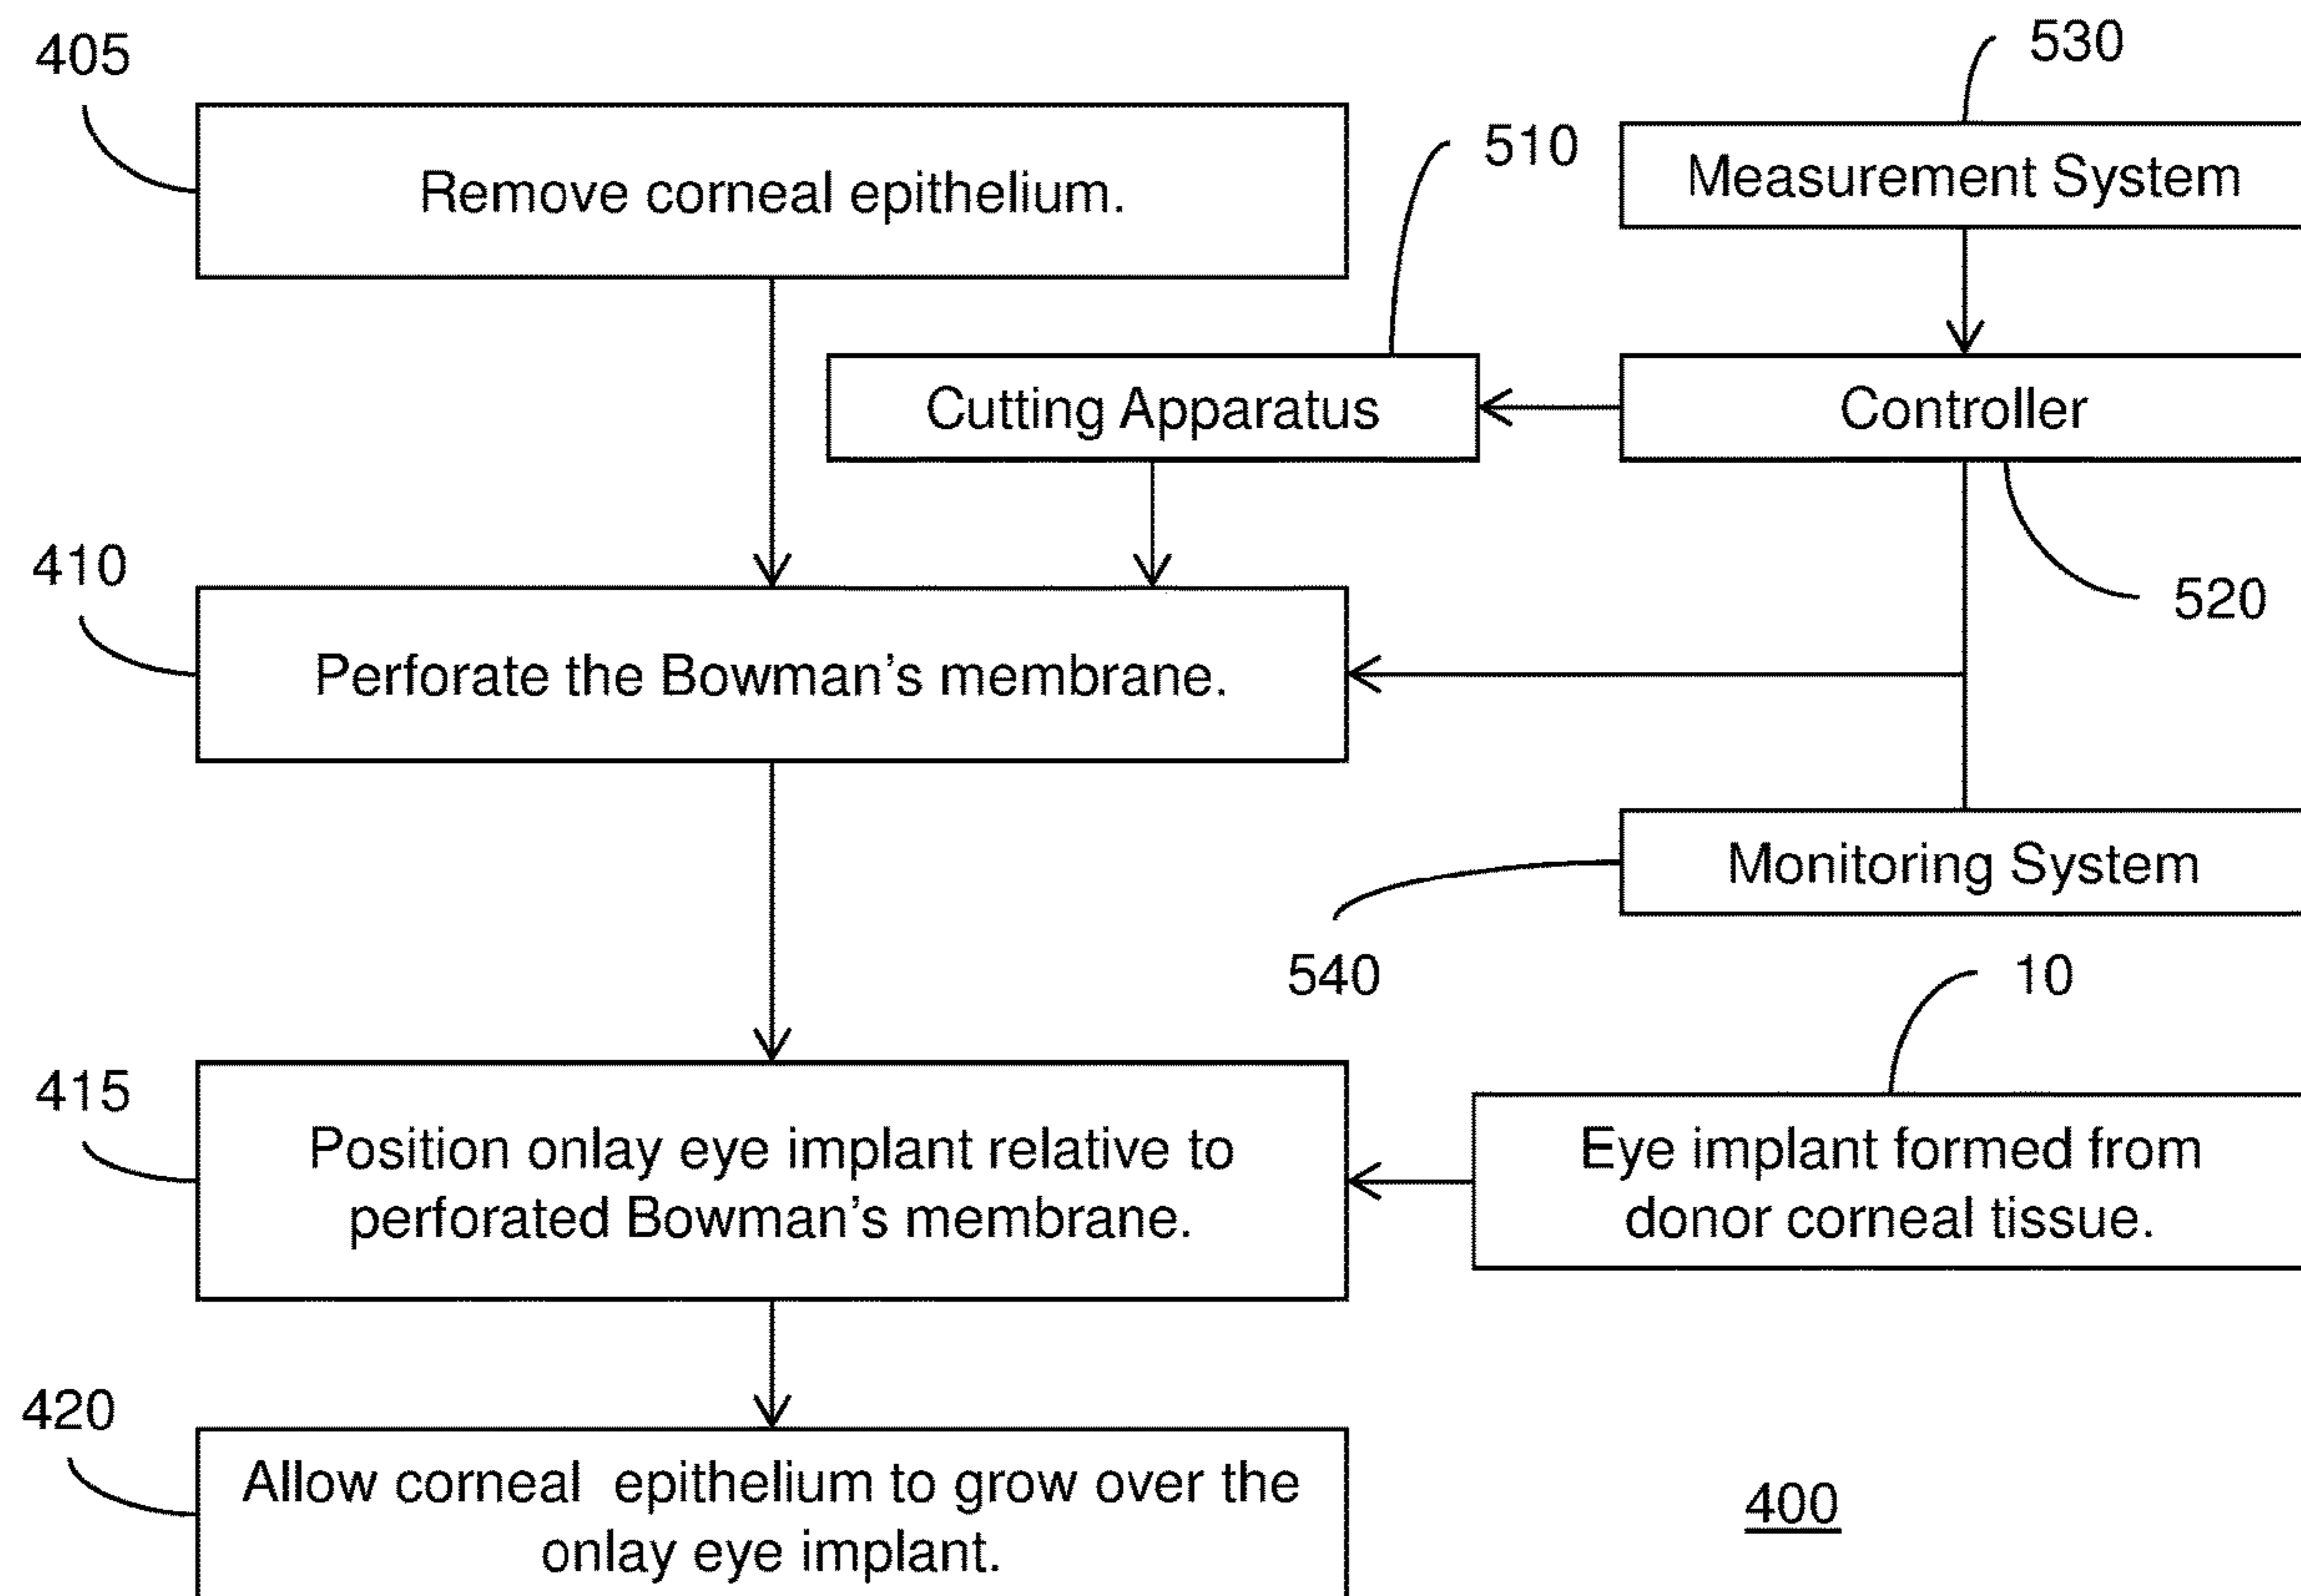 405
530
510
Measurement System
Remove corneal epithelium.
Cutting Apparatus
Controller
410
520
Perforate the Bowman's membrane.
Monitoring System
540
10
415
Position onlay eye implant relative to
perforated Bowman's membrane.
Eye implant formed from
donor corneal tissue.
420
Allow corneal epithelium to grow over the
onlay eye implant.
400